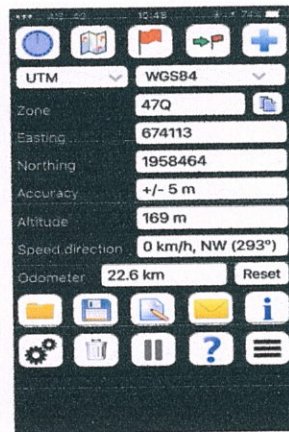 10:48
UTM WGS84
Zone 47Q
Easting 674113
Northing 1958464
Accuracy +/- 5 m
Altitude 169 m
Speed direction 0 km/h, NW (293°)
Odometer 22.6 km Reset